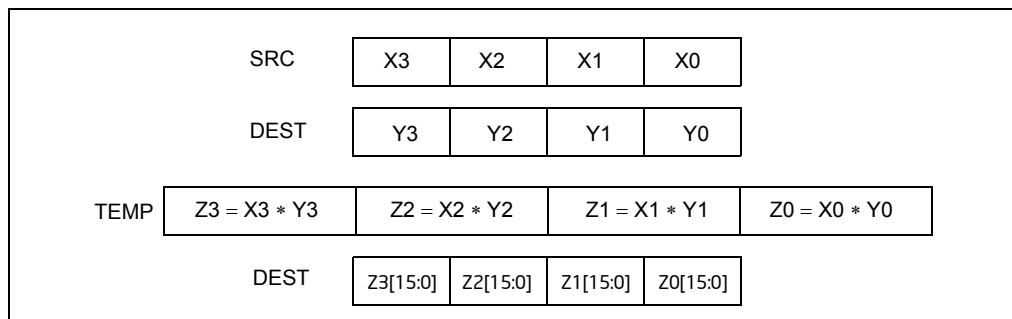 SRC X3 X2 X1 X0
DEST Y3 Y2 Y1 Y0
TEMP Z3 = X3 ∗ Y3 Z2 = X2 ∗ Y2 Z1 = X1 ∗ Y1 Z0 = X0 ∗ Y0
DEST Z3[15:0] Z2[15:0] Z1[15:0] Z0[15:0]